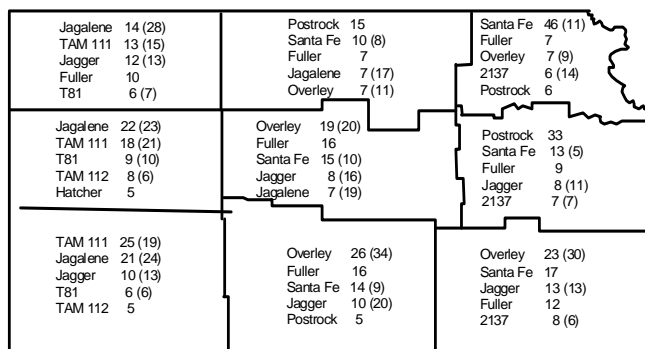 Jagalene 14 (28)
TAM 111 13 (15)
Jagger 12 (13)
Fuller 10
T81 6 (7)
Postrock 15
Santa Fe 10 (8)
Fuller 7
Jagalene 7 (17)
Overley 7 (11)
Santa Fe 46 (11)
Fuller 7
Overley 7 (9)
2137 6 (14)
Postrock 6
Jagalene 22 (23)
TAM 111 18 (21)
T81 9 (10)
TAM 112 8 (6)
Hatcher 5
Overley 19 (20)
Fuller 16
Santa Fe 15 (10)
Jagger 8 (16)
Jagalene 7 (19)
Postrock 33
Santa Fe 13 (5)
Fuller 9
Jagger 8 (11)
2137 7 (7)
TAM 111 25 (19)
Jagalene 21 (24)
Jagger 10 (13)
T81 6 (6)
TAM 112 5
Overley 26 (34)
Fuller 16
Santa Fe 14 (9)
Jagger 10 (20)
Postrock 5
Overley 23 (30)
Santa Fe 17
Jagger 13 (13)
Fuller 12
2137 8 (6)